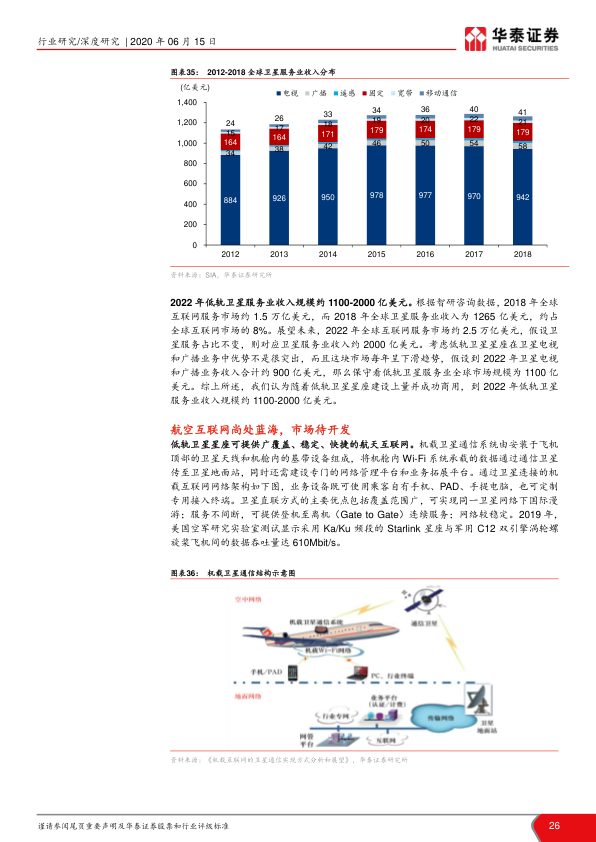 行业研究/深度研究 | 2020 年 06 月 15 日
华泰证券
HUATAI SECURITIES
图表35： 2012-2018 全球卫星服务业收入分布
(亿美元)
电视 广播 遥感 固定 宽带 移动通信
1,400
1,200
1,000
800
600
400
200
0
24 26 33 34 36 40 41
15 17 18 19 20 22 21
164 164 171 179 174 179 179
34 38 42 46 50 54 58
884 926 950 978 977 970 942
2012 2013 2014 2015 2016 2017 2018
资料来源：SIA，华泰证券研究所
2022 年低轨卫星服务业收入规模约 1100-2000 亿美元。根据智研咨询数据，2018 年全球
互联网服务市场约 1.5 万亿美元，而 2018 年全球卫星服务业收入为 1265 亿美元，约占
全球互联网市场的 8%。展望未来，2022 年全球互联网服务市场约 2.5 万亿美元，假设卫
星服务占比不变，则对应卫星服务业收入约 2000 亿美元。考虑低轨卫星星座在卫星电视
和广播业务中优势不是很突出，而且这块市场每年呈下滑趋势，假设到 2022 年卫星电视
和广播业务收入合计约 900 亿美元，那么保守看低轨卫星服务业全球市场规模为 1100 亿
美元。综上所述，我们认为随着低轨卫星星座建设上量并成功商用，到 2022 年低轨卫星
服务业收入规模约 1100-2000 亿美元。
航空互联网尚处蓝海，市场待开发
低轨卫星星座可提供广覆盖、稳定、快捷的航天互联网。机载卫星通信系统由安装于飞机
顶部的卫星天线和机舱内的基带设备组成，将机舱内 Wi-Fi 系统承载的数据通过通信卫星
传至卫星地面站，同时还需建设专门的网络管理平台和业务拓展平台。通过卫星连接的机
载互联网网络架构如下图，业务设备既可使用乘客自有手机、PAD、手提电脑，也可定制
专用接入终端。卫星直联方式的主要优点包括覆盖范围广，可实现同一卫星网络下国际漫
游；服务不间断，可提供登机至离机（Gate to Gate）连续服务；网络较稳定。2019 年，
美国空军研究实验室测试显示采用 Ka/Ku 频段的 Starlink 星座与军用 C12 双引擎涡轮螺
旋桨飞机间的数据吞吐量达 610Mbit/s。
图表36： 机载卫星通信结构示意图
空中网络
机载卫星通信系统
通信卫星
机载Wi-Fi网络
手机/PAD
PC、行业终端
地面网络
业务平台
（认证/计费）
行业专网
传输网络
卫星
地面站
网管
平台
互联网
资料来源：《机载互联网的卫星通信实现方式分析和展望》，华泰证券研究所
谨请参阅尾页重要声明及华泰证券股票和行业评级标准
26